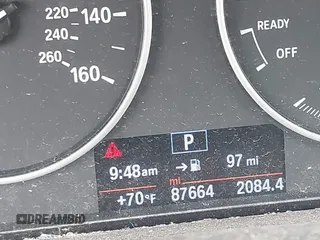 220 140
240
260 160
READY
OFF
P
9:48am 97 mi
mi
+70°F 87664 2084.4
DREAMBID